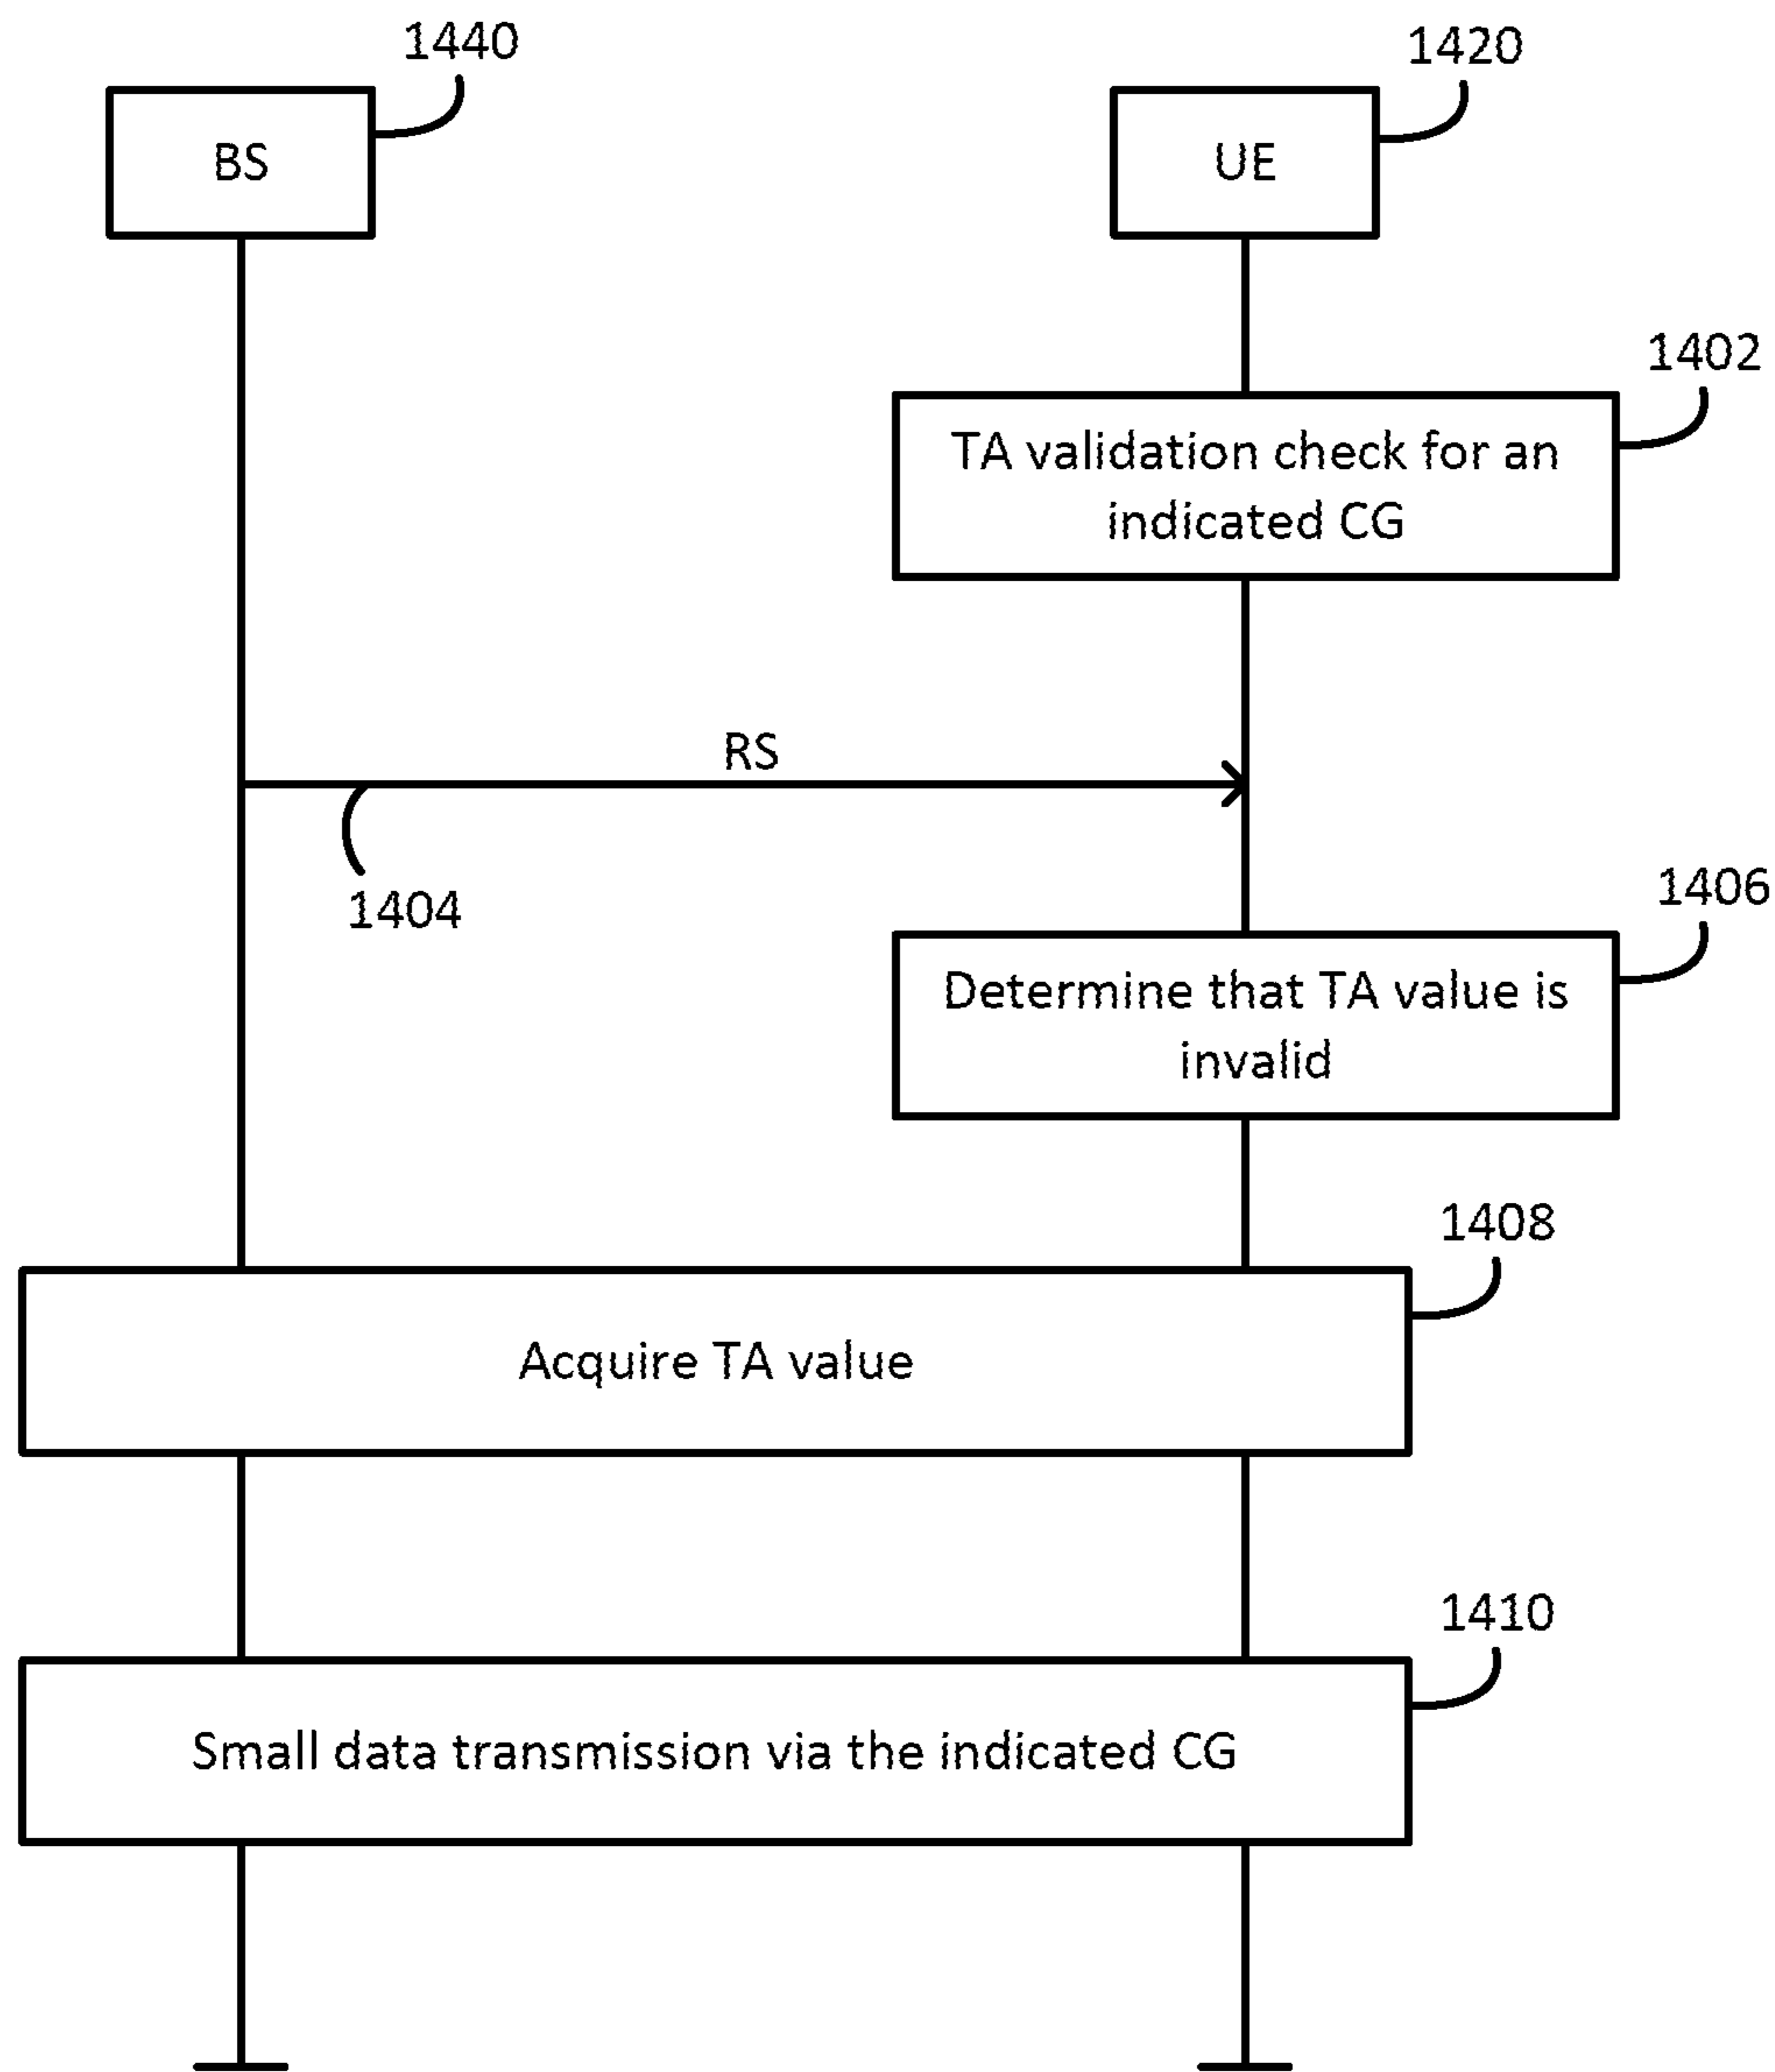 1440
1420
BS
UE
1402
TA validation check for an
indicated CG
RS
1404
1406
Determine that TA value is
invalid
1408
Acquire TA value
1410
Small data transmission via the indicated CG